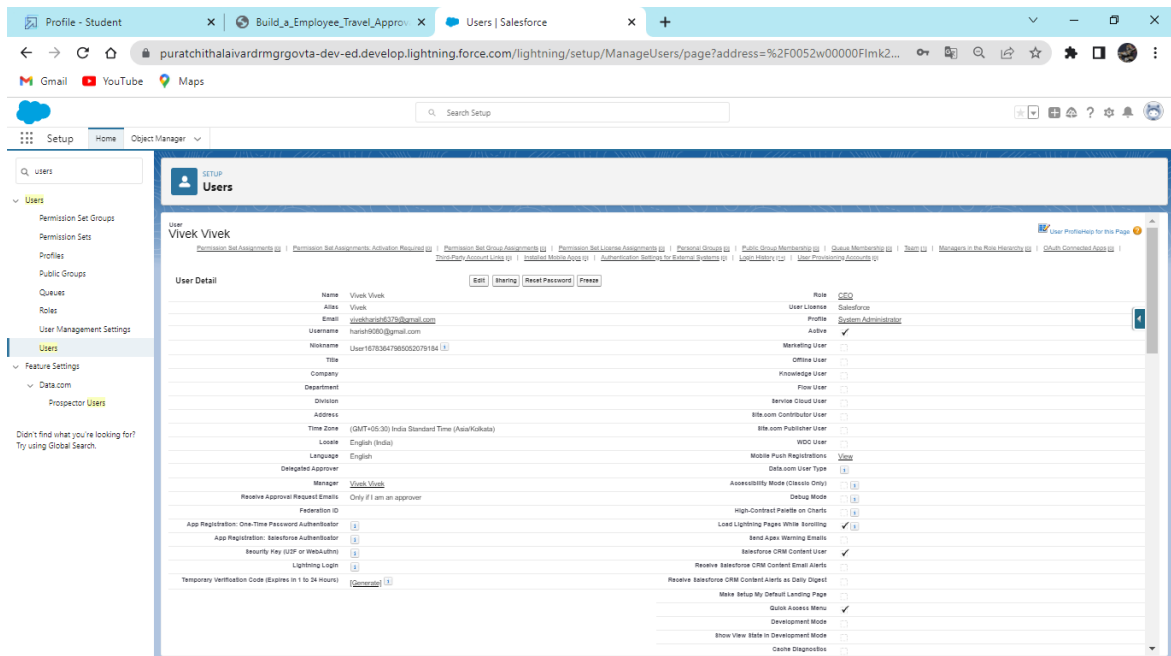 Profile - Student
Build_a_Employee_Travel_Approv
Users | Salesforce
puratchithalaivardrmgrgovta-dev-ed.develop.lightning.force.com/lightning/setup/ManageUsers/page?address=%2F0052w00000FImk2...
Gmail YouTube Maps
Search Setup
Setup Home Object Manager
users
SETUP
Users
Users
Permission Set Groups
Permission Sets
Profiles
Public Groups
Queues
Roles
User Management Settings
Users
Feature Settings
Data.com
Prospector Users
Didn't find what you're looking for?
Try using Global Search.
User
Vivek Vivek
User Profile Help for this Page
Permission Set Assignments [0] | Permission Set Assignments: Activation Required [0] | Permission Set Group Assignments [0] | Permission Set License Assignments [0] | Personal Groups [0] | Public Group Membership [0] | Queue Membership [0] | Team [1] | Managers in the Role Hierarchy [0] | OAuth Connected Apps [0] |
Third-Party Account Links [0] | Installed Mobile Apps [0] | Authentication Settings for External Systems [0] | Login History | User Provisioning Accounts [0]
User Detail Edit Sharing Reset Password Freeze
Name Vivek Vivek Role CEO
Alias Vivek User License Salesforce
Email vivekharish6379@gmail.com Profile System Administrator
Username harish9080@gmail.com Active
Nickname User16783647985052079184 Marketing User
Title Offline User
Company Knowledge User
Department Flow User
Division Service Cloud User
Address Site.com Contributor User
Time Zone (GMT+05:30) India Standard Time (Asia/Kolkata) Site.com Publisher User
Locale English (India) WDC User
Language English Mobile Push Registrations View
Delegated Approver Data.com User Type
Manager Vivek Vivek Accessibility Mode (Classic Only)
Receive Approval Request Emails Only if I am an approver Debug Mode
Federation ID High-Contrast Palette on Charts
App Registration: One-Time Password Authenticator Load Lightning Pages While Scrolling
App Registration: Salesforce Authenticator Send Apex Warning Emails
Security Key (U2F or WebAuthn) Salesforce CRM Content User
Lightning Login Receive Salesforce CRM Content Email Alerts
Temporary Verification Code (Expires in 1 to 24 Hours) [Generate] Receive Salesforce CRM Content Alerts as Daily Digest
Make Setup My Default Landing Page
Quick Access Menu
Development Mode
Show View State in Development Mode
Cache Diagnostics